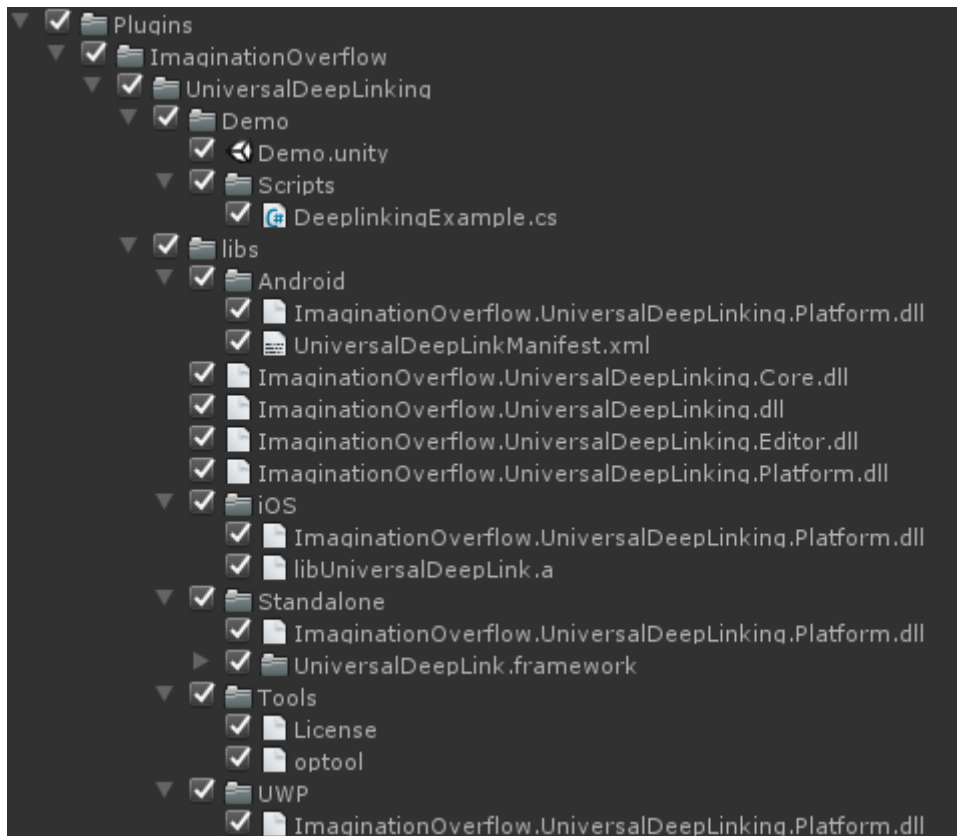 Plugins
ImaginationOverflow
UniversalDeepLinking
Demo
Demo.unity
Scripts
DeeplinkingExample.cs
libs
Android
ImaginationOverflow.UniversalDeepLinking.Platform.dll
UniversalDeepLinkManifest.xml
ImaginationOverflow.UniversalDeepLinking.Core.dll
ImaginationOverflow.UniversalDeepLinking.dll
ImaginationOverflow.UniversalDeepLinking.Editor.dll
ImaginationOverflow.UniversalDeepLinking.Platform.dll
iOS
ImaginationOverflow.UniversalDeepLinking.Platform.dll
libUniversalDeepLink.a
Standalone
ImaginationOverflow.UniversalDeepLinking.Platform.dll
UniversalDeepLink.framework
Tools
License
optool
UWP
ImaginationOverflow.UniversalDeepLinking.Platform.dll